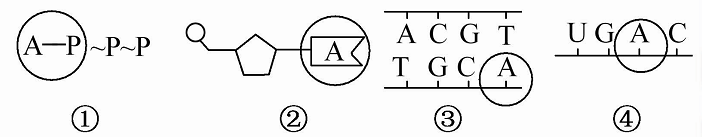 A—P~P~P
A
A C G T
T G C A
U G A C
① ② ③ ④